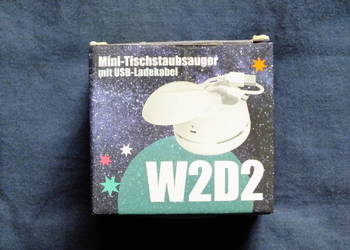 Mini-Tischstaubsauger
mit USB-Ladekabel
W2D2